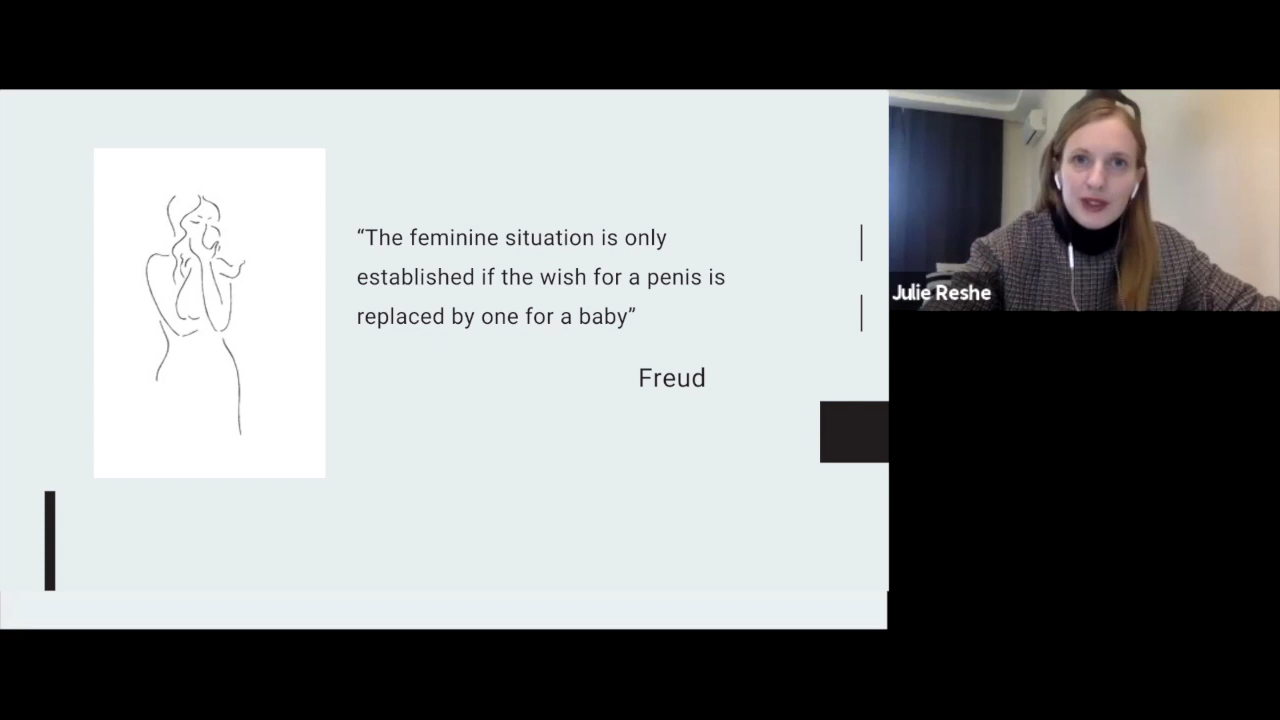 “The feminine situation is only
established if the wish for a penis is
replaced by one for a baby”
Freud
Julie Reshe